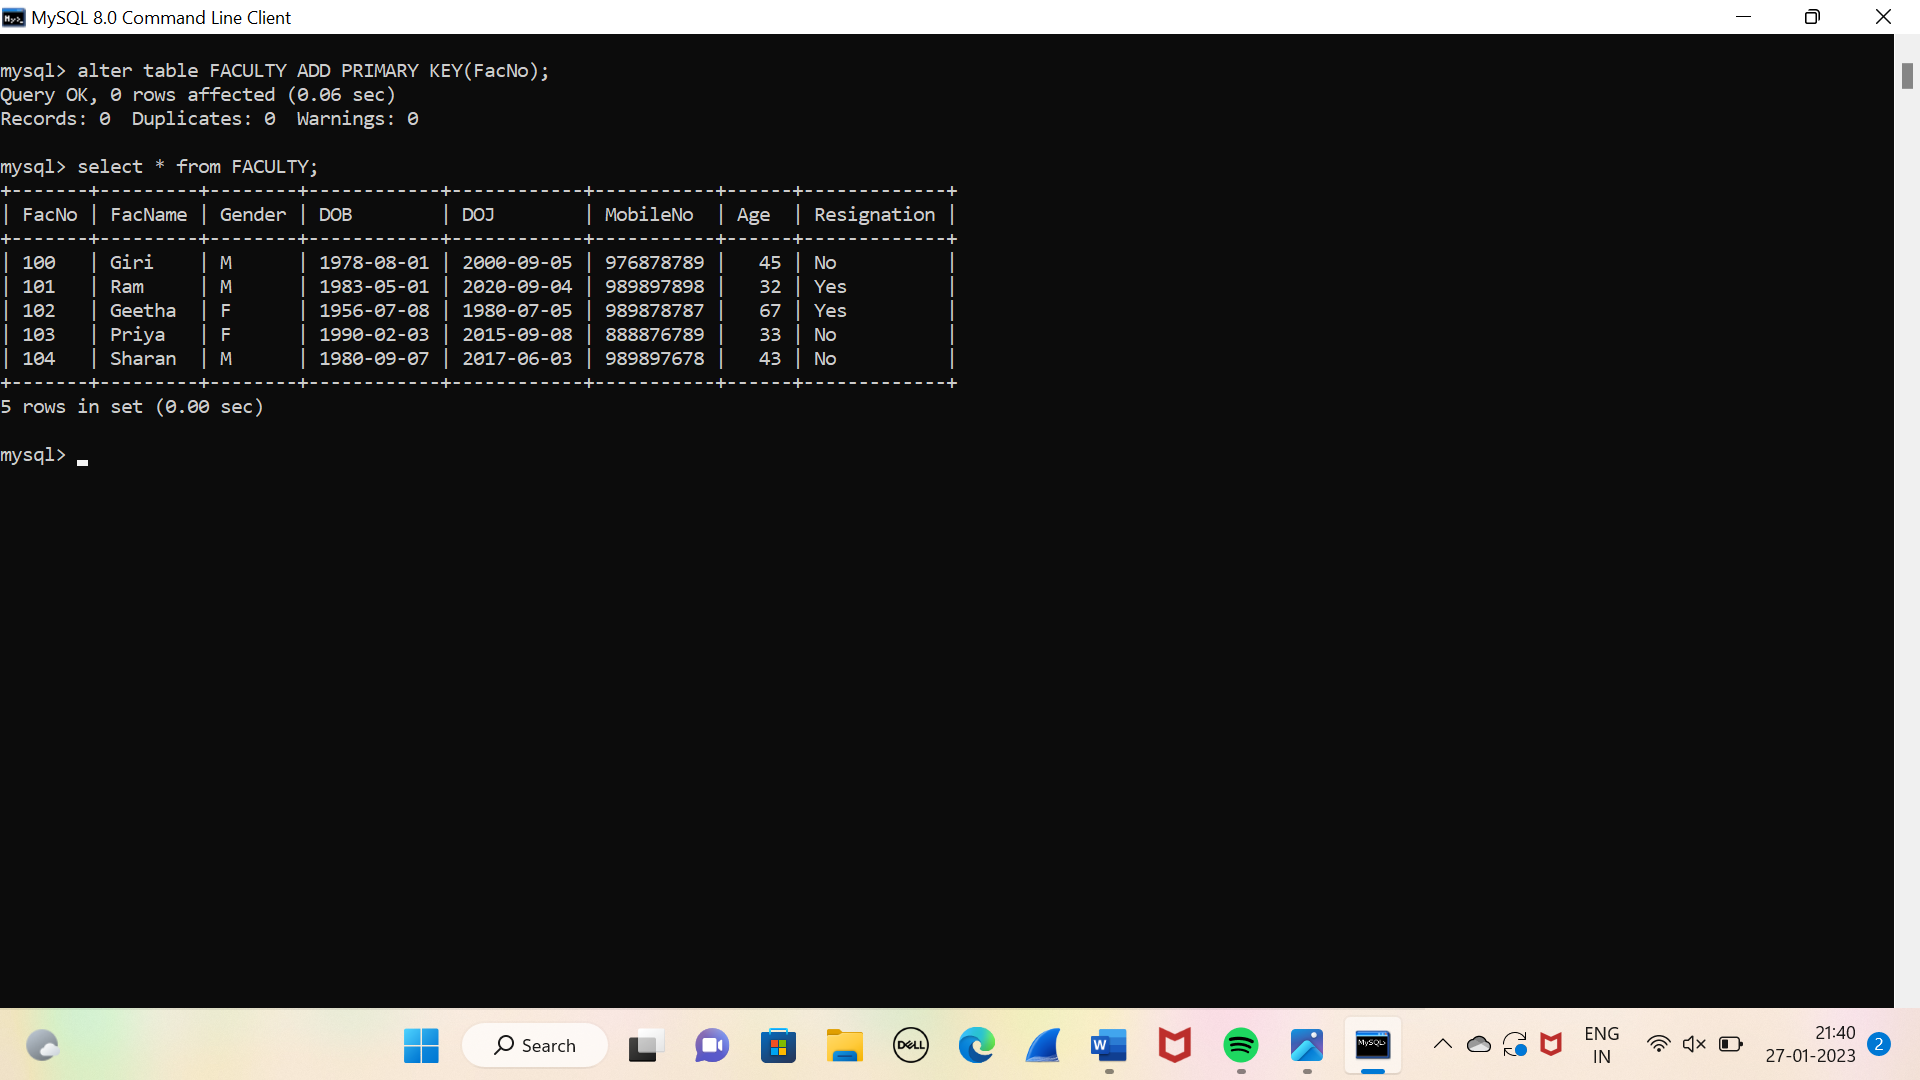 MySQL 8.0 Command Line Client
mysql> alter table FACULTY ADD PRIMARY KEY(FacNo);
Query OK, 0 rows affected (0.06 sec)
Records: 0  Duplicates: 0  Warnings: 0
mysql> select * from FACULTY;
+-------+---------+--------+------------+------------+-----------+------+-------------+
| FacNo | FacName | Gender | DOB        | DOJ        | MobileNo  | Age  | Resignation |
+-------+---------+--------+------------+------------+-----------+------+-------------+
| 100   | Giri    | M      | 1978-08-01 | 2000-09-05 | 976878789 |   45 | No          |
| 101   | Ram     | M      | 1983-05-01 | 2020-09-04 | 989897898 |   32 | Yes         |
| 102   | Geetha  | F      | 1956-07-08 | 1980-07-05 | 989878787 |   67 | Yes         |
| 103   | Priya   | F      | 1990-02-03 | 2015-09-08 | 888876789 |   33 | No          |
| 104   | Sharan  | M      | 1980-09-07 | 2017-06-03 | 989897678 |   43 | No          |
+-------+---------+--------+------------+------------+-----------+------+-------------+
5 rows in set (0.00 sec)
mysql>
Search
DELL
W
MySQL>
ENG
IN
21:40
27-01-2023
2